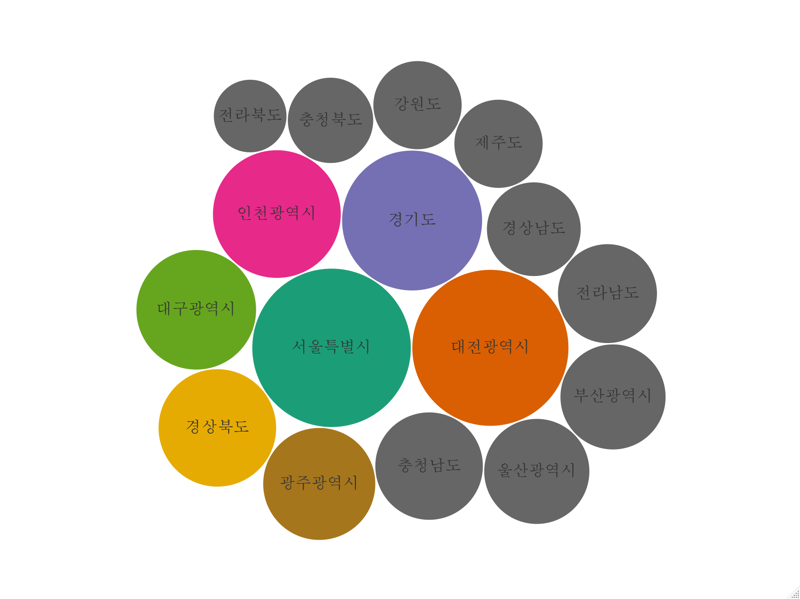 강원도
전라북도
충청북도
제주도
인천광역시
경기도
경상남도
전라남도
대구광역시
서울특별시
대전광역시
부산광역시
경상북도
충청남도
울산광역시
광주광역시